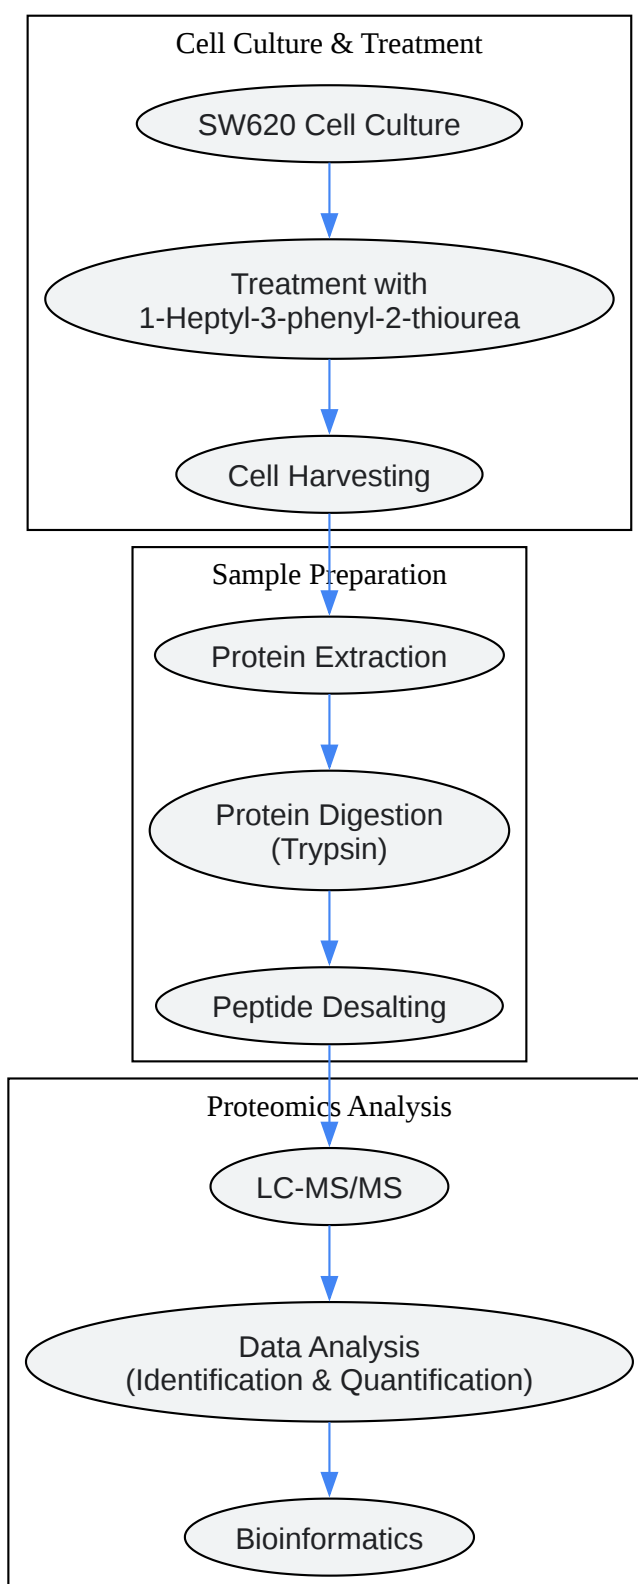 Cell Culture & Treatment
SW620 Cell Culture
Treatment with
1-Heptyl-3-phenyl-2-thiourea
Cell Harvesting
Sample Preparation
Protein Extraction
Protein Digestion
(Trypsin)
Peptide Desalting
Proteomics Analysis
LC-MS/MS
Data Analysis
(Identification & Quantification)
Bioinformatics